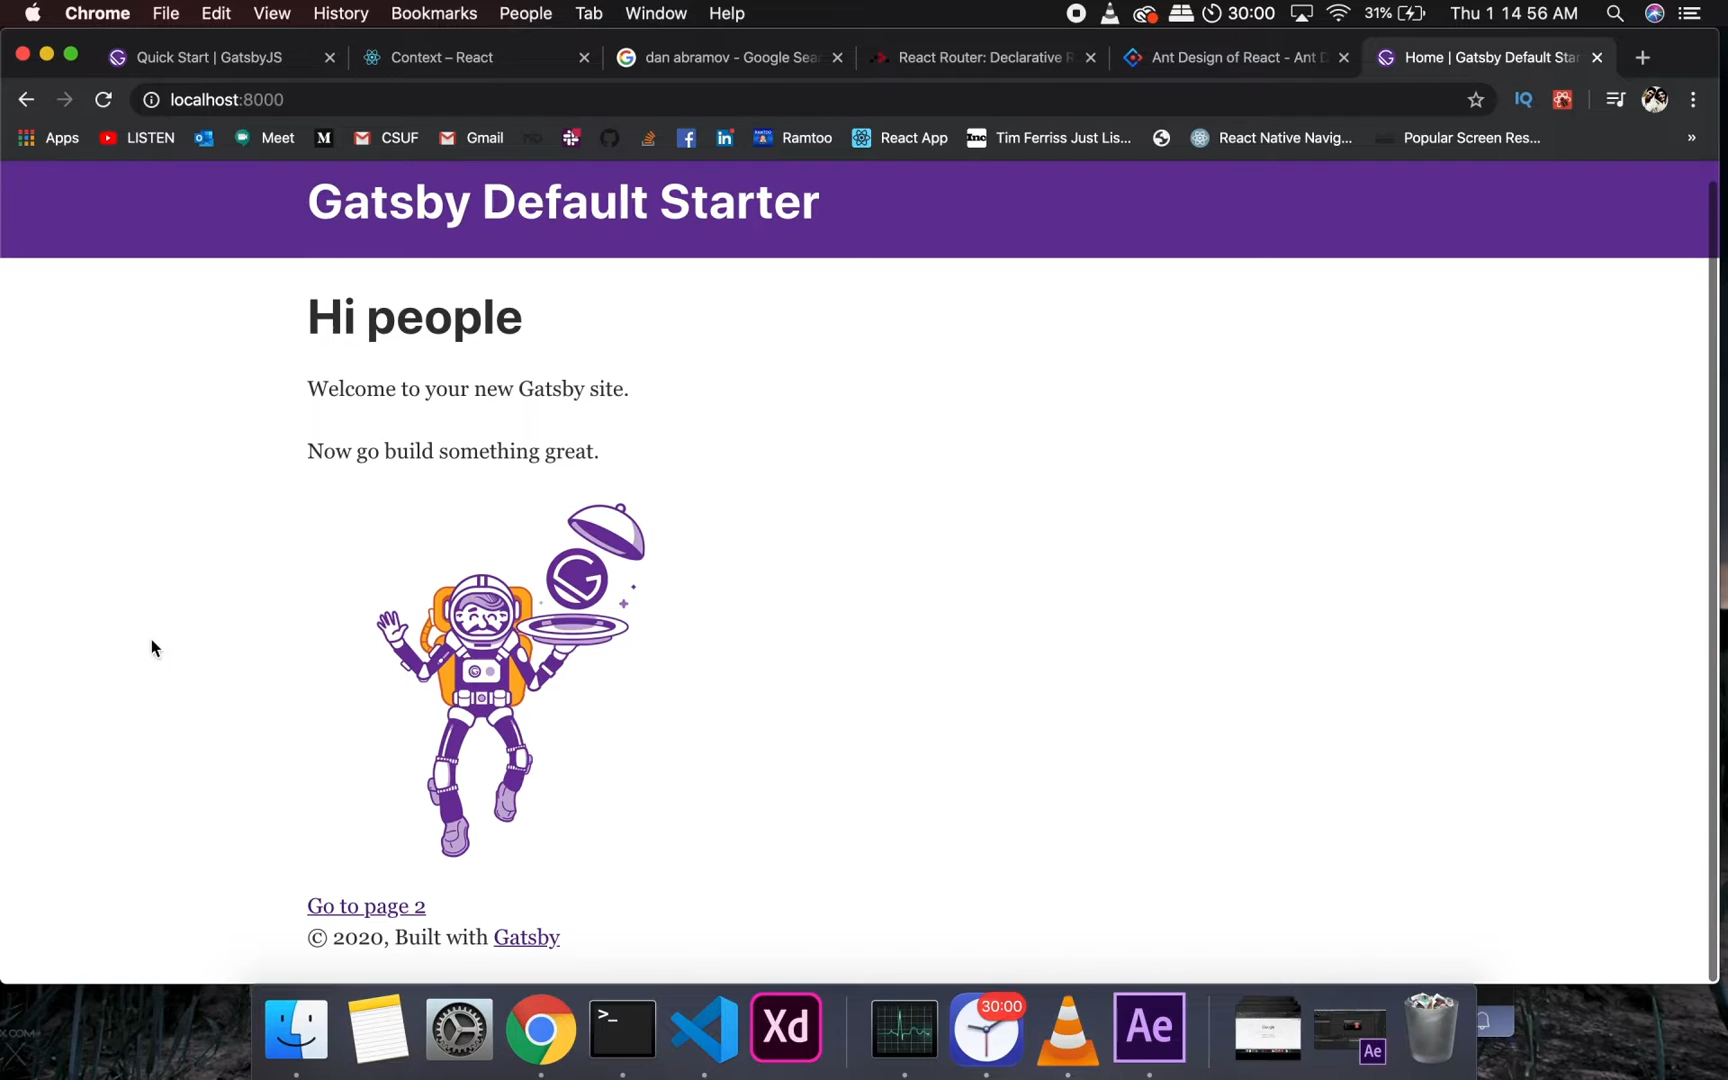 Chrome File Edit View History Bookmarks People Tab Window Help 30:00 31% Thu 1 14 56 AM
Quick Start | GatsbyJS Context – React dan abramov - Google Sea React Router: Declarative R Ant Design of React - Ant D Home | Gatsby Default Star
localhost:8000 IQ
Apps LISTEN Meet M CSUF Gmail Ramtoo React App Inc Tim Ferriss Just Lis... React Native Navig... Popular Screen Res... »
Gatsby Default Starter
Hi people
Welcome to your new Gatsby site.
Now go build something great.
Go to page 2
© 2020, Built with Gatsby
>_ Xd 30:00 Ae Ae